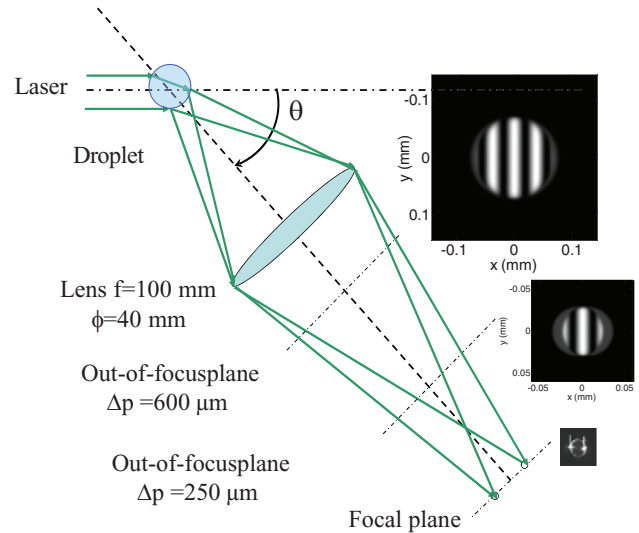 Laser
θ
Droplet
-0.1
0
0.1
y (mm)
-0.1
0
0.1
x (mm)
Lens f=100 mm
ϕ=40 mm
-0.05
0
0.05
y (mm)
-0.05
0
0.05
x (mm)
Out-of-focusplane
Δp =600 μm
Out-of-focusplane
Δp =250 μm
Focal plane